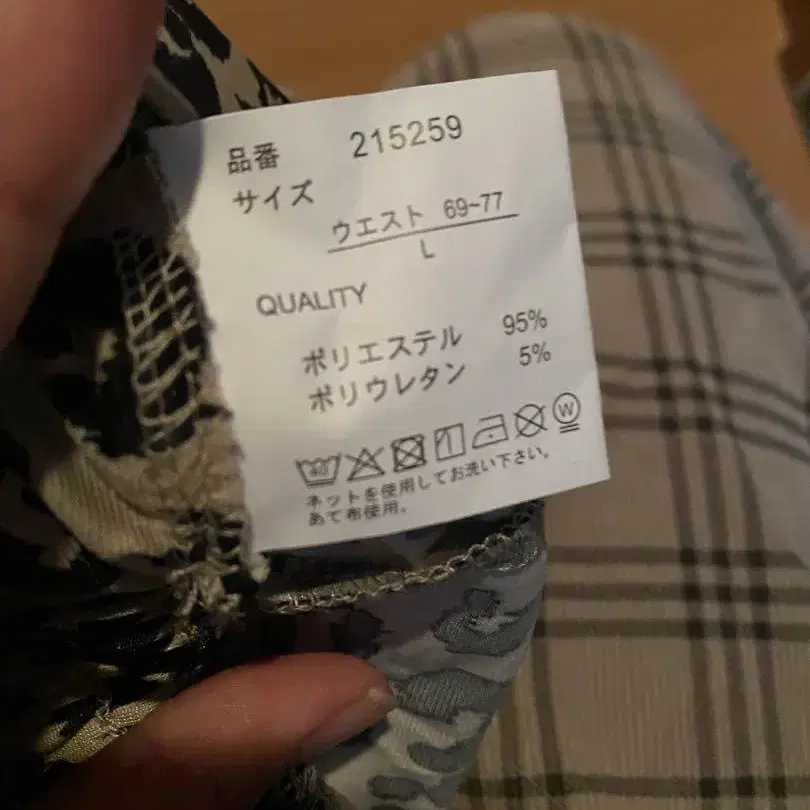 品番 215259
サイズ
ウエスト 69~77
L
QUALITY
ポリエステル 95%
ポリウレタン 5%
40 W
ネットを使用してお洗い下さい。
あて布使用。